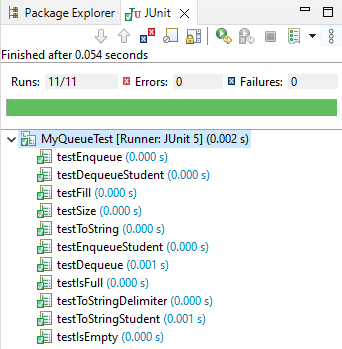 Package Explorer JUnit
Finished after 0.054 seconds
Runs: 11/11 Errors: 0 Failures: 0
MyQueueTest [Runner: JUnit 5] (0.002 s)
testEnqueue (0.000 s)
testDequeueStudent (0.000 s)
testFill (0.000 s)
testSize (0.000 s)
testToString (0.000 s)
testEnqueueStudent (0.000 s)
testDequeue (0.001 s)
testIsFull (0.000 s)
testToStringDelimiter (0.000 s)
testToStringStudent (0.001 s)
testIsEmpty (0.000 s)